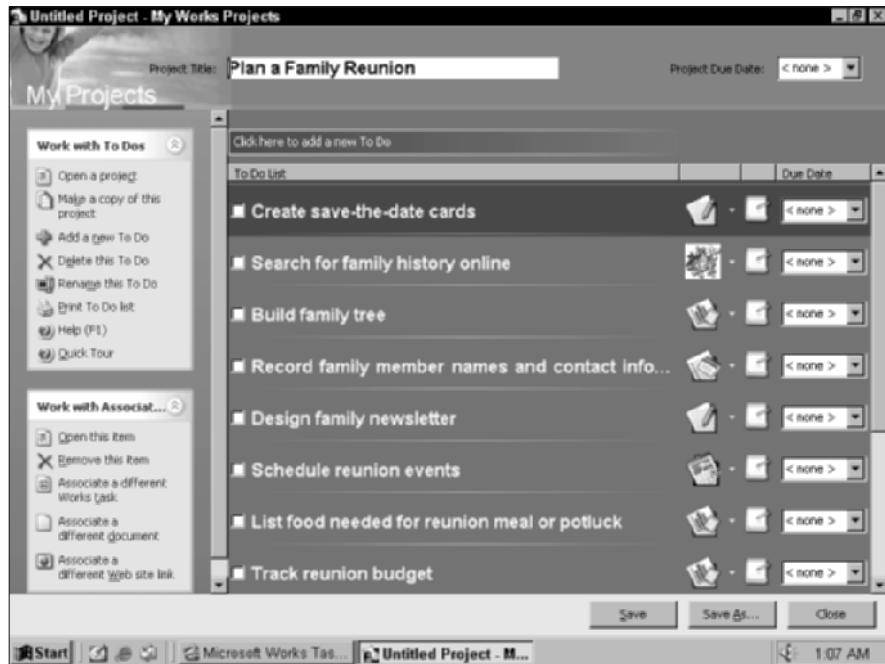 Untitled Project - My Works Projects
Project Title: Plan a Family Reunion
Project Due Date: < none >
My Projects
Work with To Dos
Open a project
Make a copy of this
project
Add a new To Do
Delete this To Do
Rename this To Do
Print To Do list
Help (F1)
Quick Tour
Work with Associat...
Open this item
Remove this item
Associate a different
Works task
Associate a
different document
Associate a
different Web site link
Click here to add a new To Do
To Do List
Due Date
Create save-the-date cards
< none >
Search for family history online
< none >
Build family tree
< none >
Record family member names and contact info...
< none >
Design family newsletter
< none >
Schedule reunion events
< none >
List food needed for reunion meal or potluck
< none >
Track reunion budget
< none >
Save
Save As...
Close
Start
Microsoft Works Tas...
Untitled Project - M...
1:07 AM